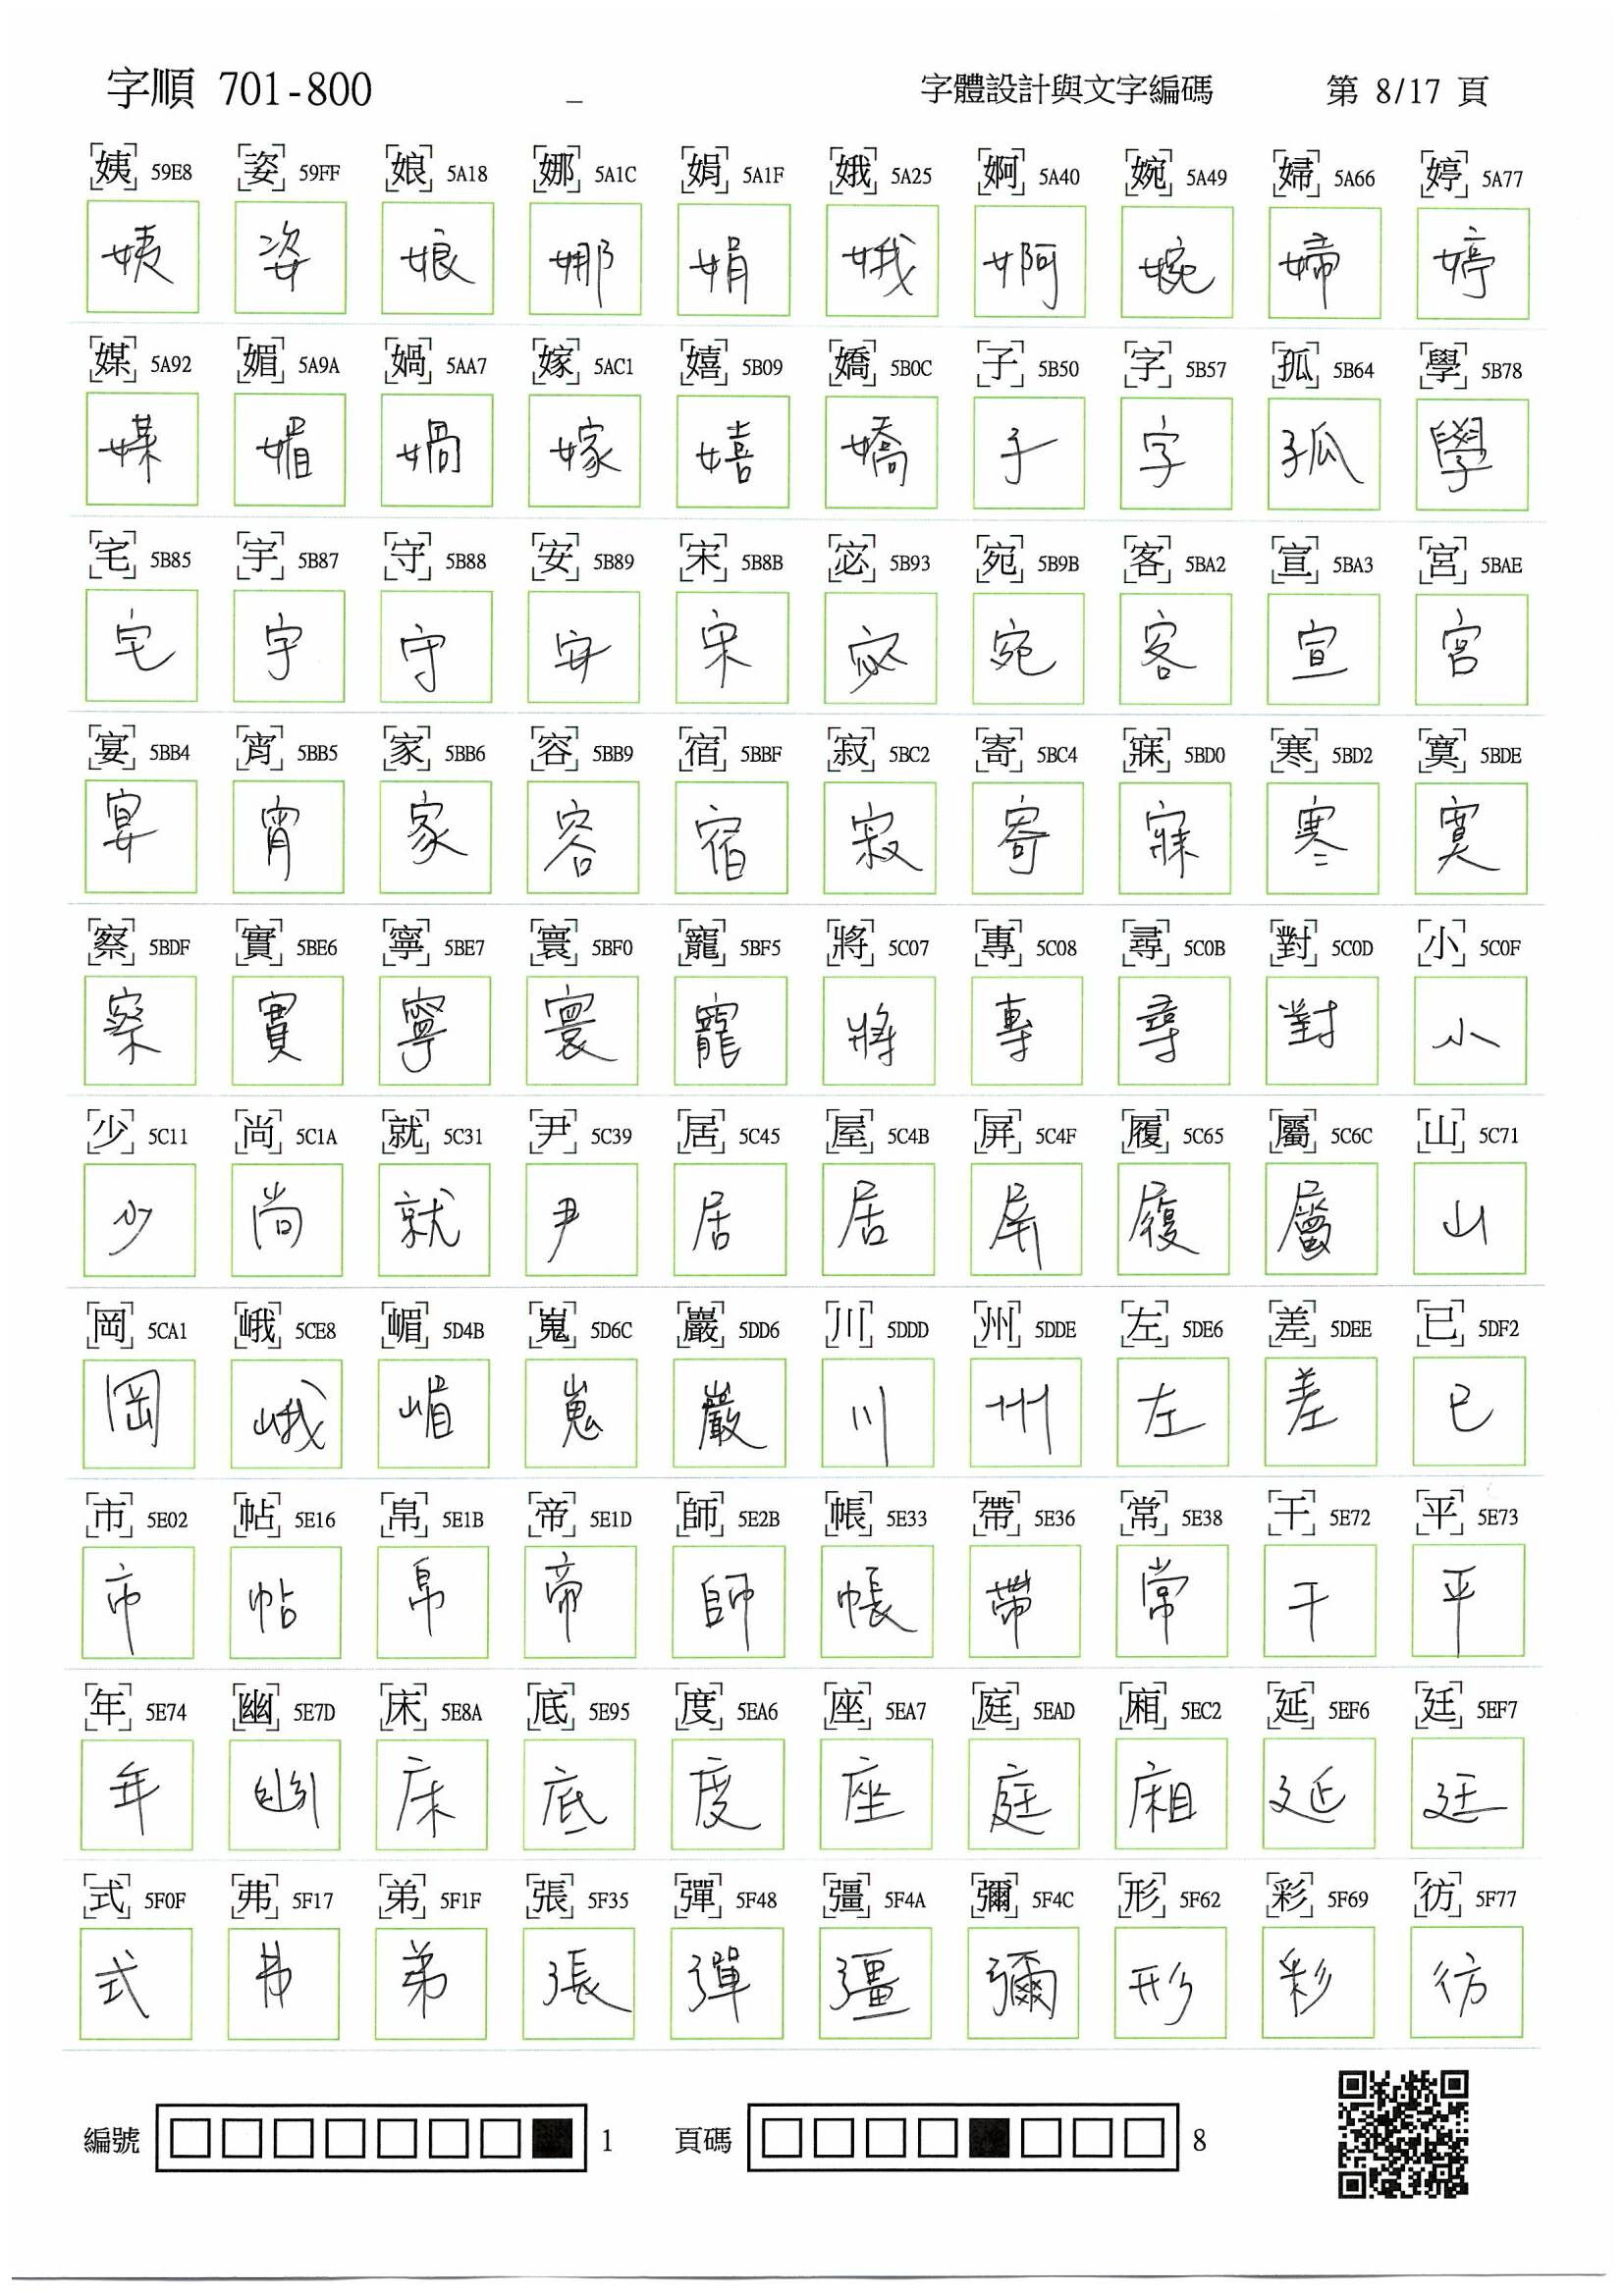 字順 701-800 _ 字體設計與文字編碼 第 8/17 頁
姨 59E8 姿 59FF 娘 5A18 娜 5A1C 娟 5A1F 娥 5A25 婀 5A40 婉 5A49 婦 5A66 婷 5A77
姨 姿 娘 娜 娟 娥 婀 婉 婦 婷
媒 5A92 媚 5A9A 媧 5AA7 嫁 5AC1 嬉 5B09 嬌 5B0C 子 5B50 字 5B57 孤 5B64 學 5B78
媒 媚 媧 嫁 嬉 嬌 子 字 孤 學
宅 5B85 宇 5B87 守 5B88 安 5B89 宋 5B8B 宓 5B93 宛 5B9B 客 5BA2 宣 5BA3 宮 5BAE
宅 宇 守 安 宋 宓 宛 客 宣 宮
宴 5BB4 宵 5BB5 家 5BB6 容 5BB9 宿 5BBF 寂 5BC2 寄 5BC4 寐 5BD0 寒 5BD2 寞 5BDE
宴 宵 家 容 宿 寂 寄 寐 寒 寞
察 5BDF 實 5BE6 寧 5BE7 寰 5BF0 寵 5BF5 將 5C07 專 5C08 尋 5C0B 對 5C0D 小 5C0F
察 實 寧 寰 寵 將 專 尋 對 小
少 5C11 尚 5C1A 就 5C31 尹 5C39 居 5C45 屋 5C4B 屏 5C4F 履 5C65 屬 5C6C 山 5C71
少 尚 就 尹 居 居 屏 履 屬 山
岡 5CA1 峨 5CE8 嵋 5D4B 嵬 5D6C 巖 5DD6 川 5DDD 州 5DDE 左 5DE6 差 5DEE 已 5DF2
岡 峨 嵋 嵬 巖 川 州 左 差 已
市 5E02 帖 5E16 帛 5E1B 帝 5E1D 師 5E2B 帳 5E33 帶 5E36 常 5E38 干 5E72 平 5E73
市 帖 帛 帝 師 帳 帶 常 干 平
年 5E74 幽 5E7D 床 5E8A 底 5E95 度 5EA6 座 5EA7 庭 5EAD 廂 5EC2 延 5EF6 廷 5EF7
年 幽 床 底 度 座 庭 廂 延 廷
式 5F0F 弗 5F17 弟 5F1F 張 5F35 彈 5F48 彊 5F4A 彌 5F4C 形 5F62 彩 5F69 彷 5F77
式 弗 弟 張 彈 彊 彌 形 彩 彷
編號 1 頁碼 8